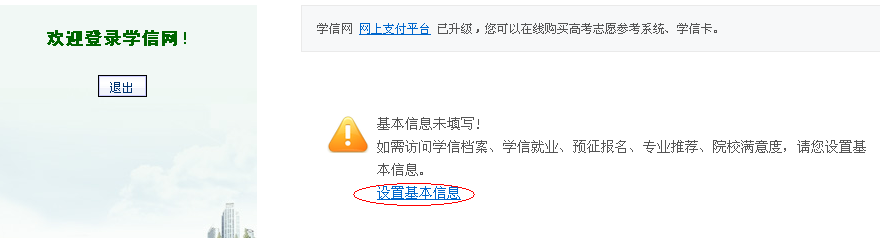 欢迎登录学信网！
退出
学信网 网上支付平台 已升级，您可以在线购买高考志愿参考系统、学信卡。
基本信息未填写！
如需访问学信档案、学信就业、预征报名、专业推荐、院校满意度，请您设置基
本信息。
设置基本信息